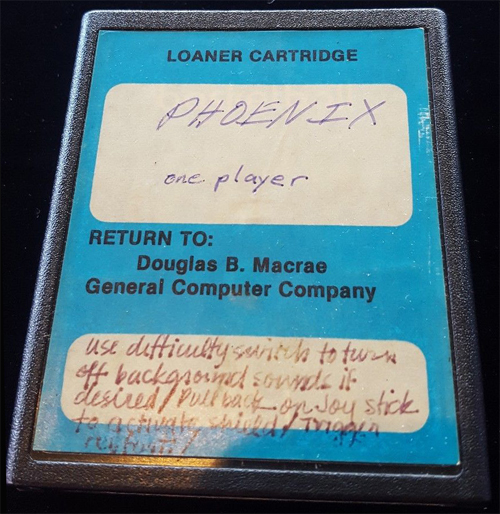 LOANER CARTRIDGE
PHOENIX
one player
RETURN TO:
Douglas B. Macrae
General Computer Company
use difficulty switch to turn
off background sounds if
desired / Pull back on Joy stick
to activate shield / Trigger